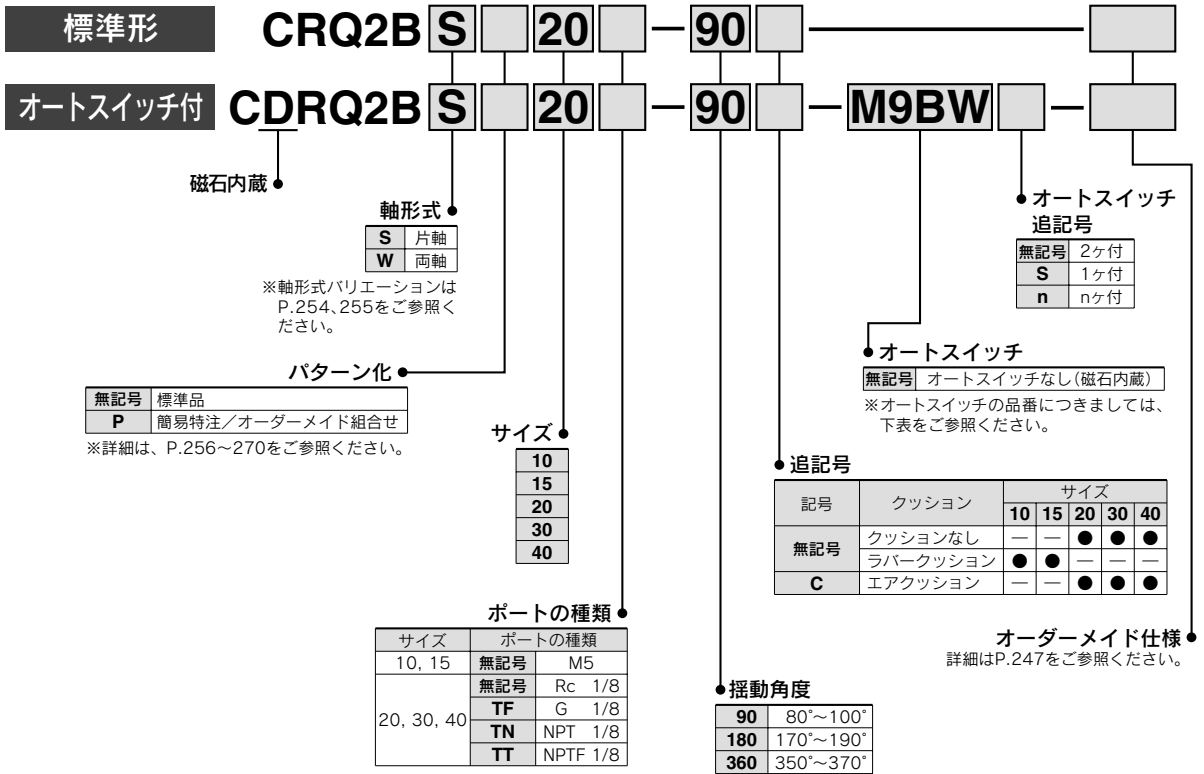 標準形 CRQ2B S 20 － 90 
オートスイッチ付 CDRQ2B S 20 － 90 － M9BW －
磁石内蔵
軸形式
S 片軸
W 両軸
※軸形式バリエーションは
P.254、255をご参照く
ださい。
パターン化
無記号 標準品
P 簡易特注／オーダーメイド組合せ
※詳細は、P.256〜270をご参照ください。
サイズ
10
15
20
30
40
ポートの種類
サイズ ポートの種類
10, 15 無記号 M5
20, 30, 40 無記号 Rc 1/8
TF G 1/8
TN NPT 1/8
TT NPTF 1/8
揺動角度
90 80°〜100°
180 170°〜190°
360 350°〜370°
追記号
記号 クッション サイズ
10 15 20 30 40
無記号 クッションなし — — ● ● ●
ラバークッション ● ● — — —
C エアクッション — — ● ● ●
オートスイッチ
無記号 オートスイッチなし（磁石内蔵）
※オートスイッチの品番につきましては、
下表をご参照ください。
オートスイッチ
追記号
無記号 2ヶ付
S 1ヶ付
n nヶ付
オーダーメイド仕様
詳細はP.247をご参照ください。